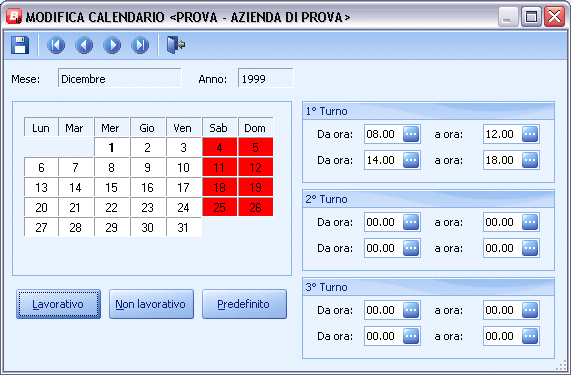 MODIFICA CALENDARIO <PROVA - AZIENDA DI PROVA>
Mese: Dicembre Anno: 1999
Lun Mar Mer Gio Ven Sab Dom
1 2 3 4 5
6 7 8 9 10 11 12
13 14 15 16 17 18 19
20 21 22 23 24 25 26
27 28 29 30 31
Lavorativo Non lavorativo Predefinito
1° Turno
Da ora: 08.00 ... a ora: 12.00 ...
Da ora: 14.00 ... a ora: 18.00 ...
2° Turno
Da ora: 00.00 ... a ora: 00.00 ...
Da ora: 00.00 ... a ora: 00.00 ...
3° Turno
Da ora: 00.00 ... a ora: 00.00 ...
Da ora: 00.00 ... a ora: 00.00 ...